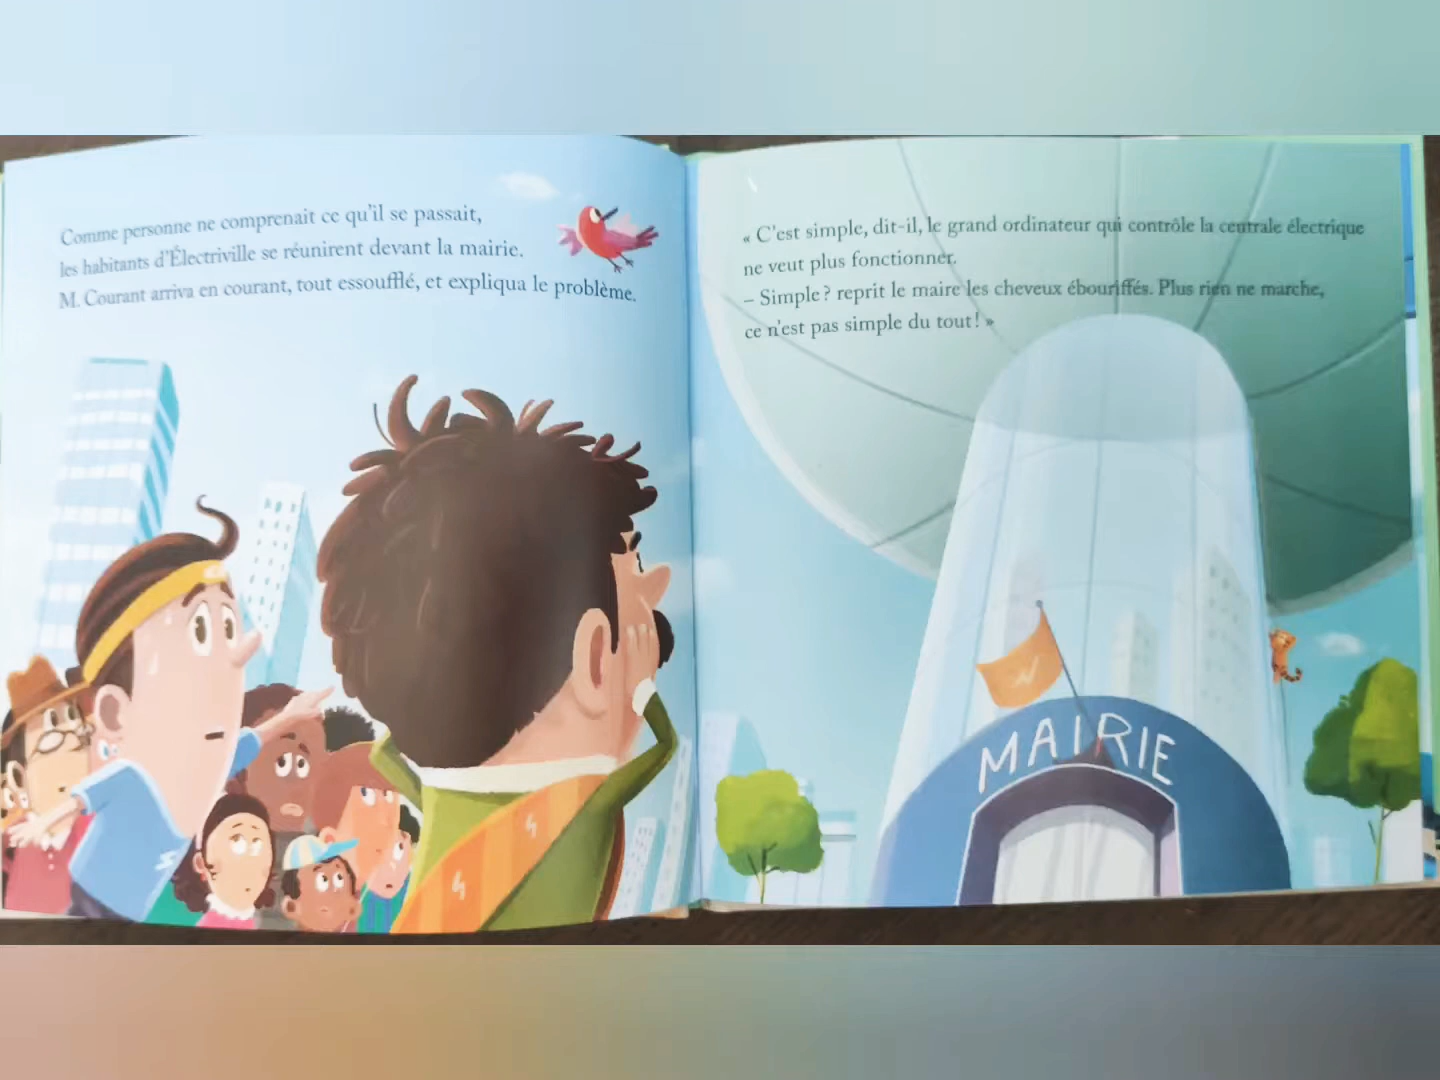 Comme personne ne comprenait ce qu'il se passait,
les habitants d'Électriville se réunirent devant la mairie.
M. Courant arriva en courant, tout essoufflé, et expliqua le problème.
« C'est simple, dit-il, le grand ordinateur qui contrôle la centrale électrique
ne veut plus fonctionner.
– Simple ? reprit le maire les cheveux ébouriffés. Plus rien ne marche,
ce n'est pas simple du tout ! »
MAIRIE